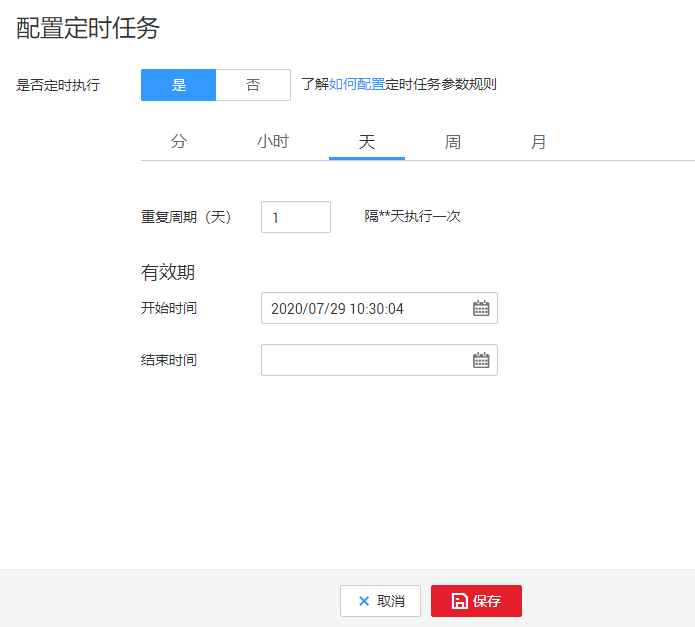 配置定时任务
是否定时执行 是 否 了解如何配置定时任务参数规则
分 小时 天 周 月
重复周期（天） 1 隔**天执行一次
有效期
开始时间 2020/07/29 10:30:04
结束时间
取消 保存